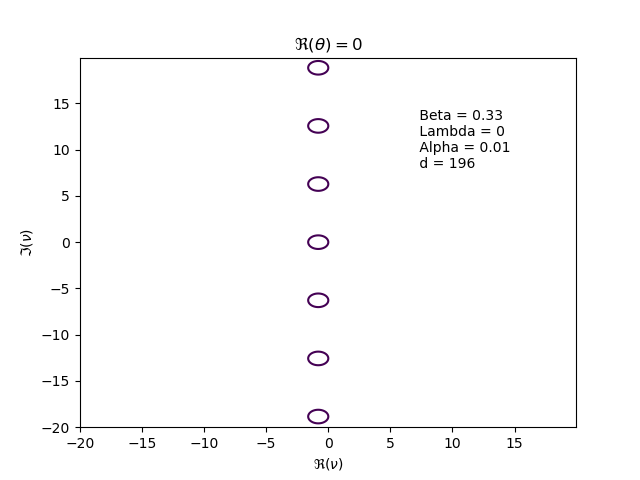 ℜ(θ) = 0
15
10
5
0
−5
−10
−15
−20
ℑ(ν)
Beta = 0.33
Lambda = 0
Alpha = 0.01
d = 196
−20 −15 −10 −5 0 5 10 15
ℜ(ν)